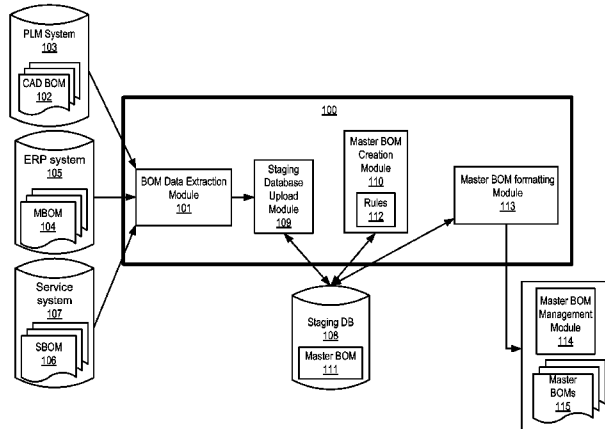 PLM System
103
CAD BOM
102
ERP system
105
MBOM
104
Service
system
107
SBOM
106
100
BOM Data Extraction
Module
101
Staging
Database
Upload
Module
109
Master BOM
Creation
Module
110
Rules
112
Master BOM formatting
Module
113
Staging DB
108
Master BOM
111
Master BOM
Management
Module
114
Master
BOMs
115